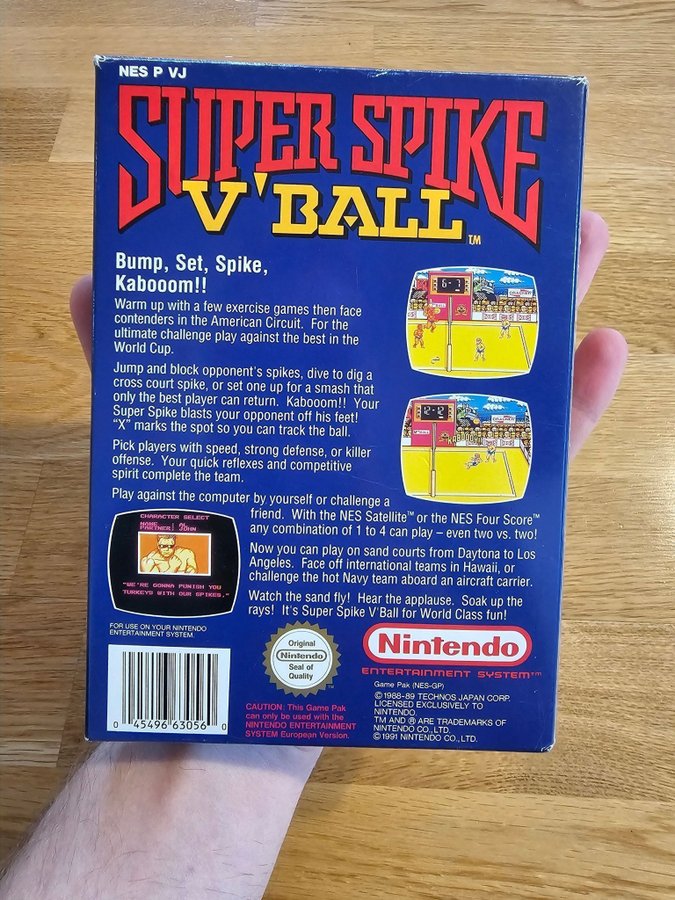 NES P VJ
SUPER SPIKE
V'BALL™
Bump, Set, Spike,
Kabooom!!
Warm up with a few exercise games then face
contenders in the American Circuit. For the
ultimate challenge play against the best in the
World Cup.
Jump and block opponent's spikes, dive to dig a
cross court spike, or set one up for a smash that
only the best player can return. Kabooom!! Your
Super Spike blasts your opponent off his feet!
"X" marks the spot so you can track the ball.
Pick players with speed, strong defense, or killer
offense. Your quick reflexes and competitive
spirit complete the team.
Play against the computer by yourself or challenge a
friend. With the NES Satellite™ or the NES Four Score™
any combination of 1 to 4 can play – even two vs. two!
Now you can play on sand courts from Daytona to Los
Angeles. Face off international teams in Hawaii, or
challenge the hot Navy team aboard an aircraft carrier.
Watch the sand fly! Hear the applause. Soak up the
rays! It's Super Spike V'Ball for World Class fun!
6-7
12-12
CHARACTER SELECT
NAME
PARTNER
JOHN
"WE'RE GONNA PUNISH YOU
TURKEYS WITH OUR SPIKES."
FOR USE ON YOUR NINTENDO
ENTERTAINMENT SYSTEM.
0 45496 63056 0
Original
Nintendo
Seal of
Quality
TM
CAUTION: This Game Pak
can only be used with the
NINTENDO ENTERTAINMENT
SYSTEM European Version.
Nintendo®
ENTERTAINMENT SYSTEM™
Game Pak (NES-GP)
©1988-89 TECHNOS JAPAN CORP.
LICENSED EXCLUSIVELY TO
NINTENDO.
TM AND ® ARE TRADEMARKS OF
NINTENDO CO., LTD.
©1991 NINTENDO CO., LTD.